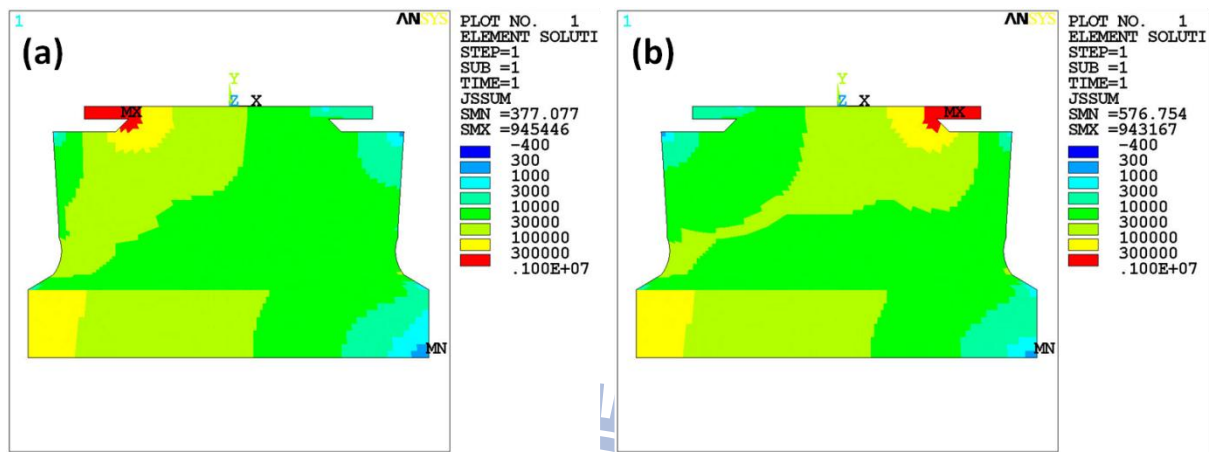 1
ANSYS
(a)
PLOT NO. 1
ELEMENT SOLUTI
STEP=1
SUB =1
TIME=1
JSSUM
SMN =377.077
SMX =945446
-400
300
1000
3000
10000
30000
100000
300000
.100E+07
Y
Z X
MX
MN
1
ANSYS
(b)
PLOT NO. 1
ELEMENT SOLUTI
STEP=1
SUB =1
TIME=1
JSSUM
SMN =576.754
SMX =943167
-400
300
1000
3000
10000
30000
100000
300000
.100E+07
Y
Z X
MX
MN